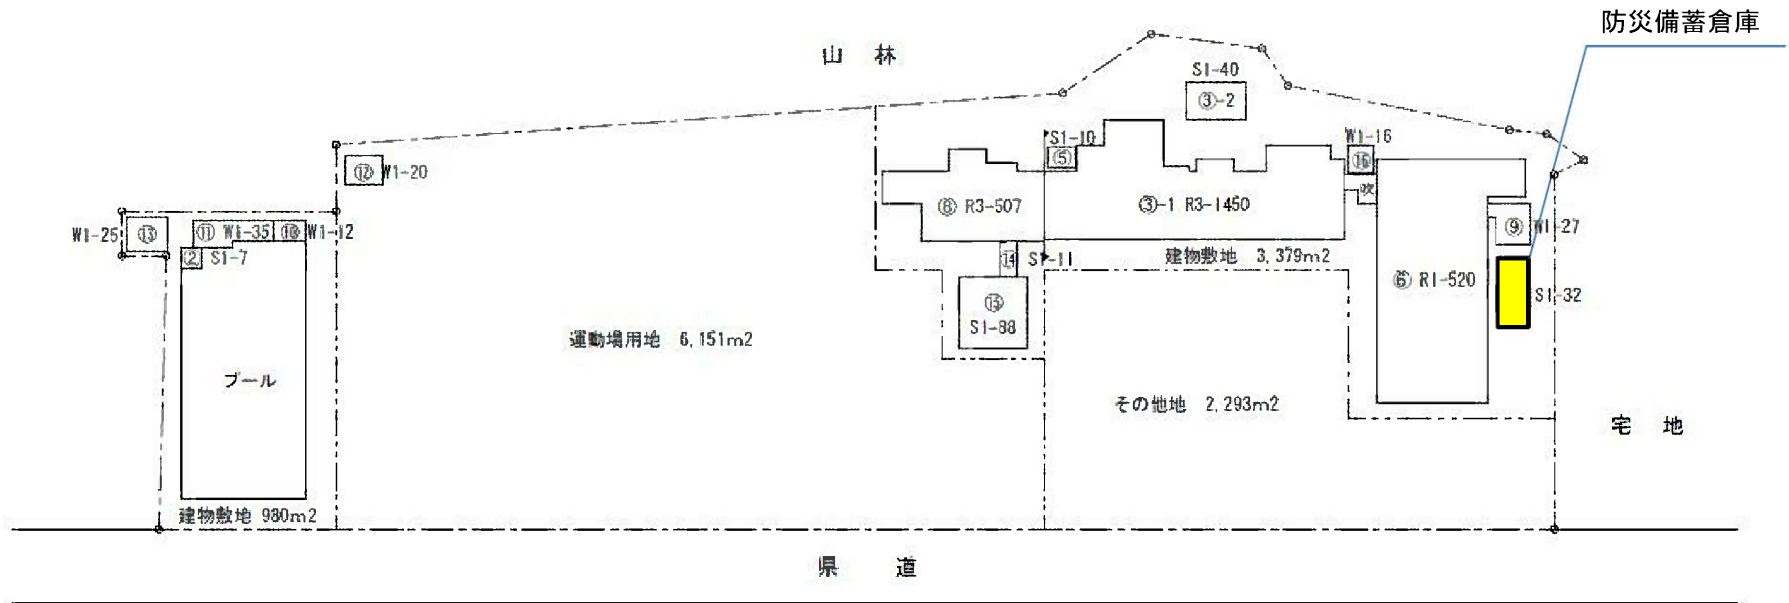 防災備蓄倉庫
山 林
S1-40
③-2
S1-10
⑤
W1-16
⑯
吹
⑫ W1-20
⑧ R3-507
③-1 R3-1450
⑨ W1-27
W1-25 ⑬
⑪ W1-35 ⑩ W1-12
② S1-7
⑭ S1-11
建物敷地 3,379m2
⑥ R1-520
S1-32
⑮
S1-88
運動場用地 6,151m2
プール
その他地 2,293m2
宅 地
建物敷地 980m2
県 道